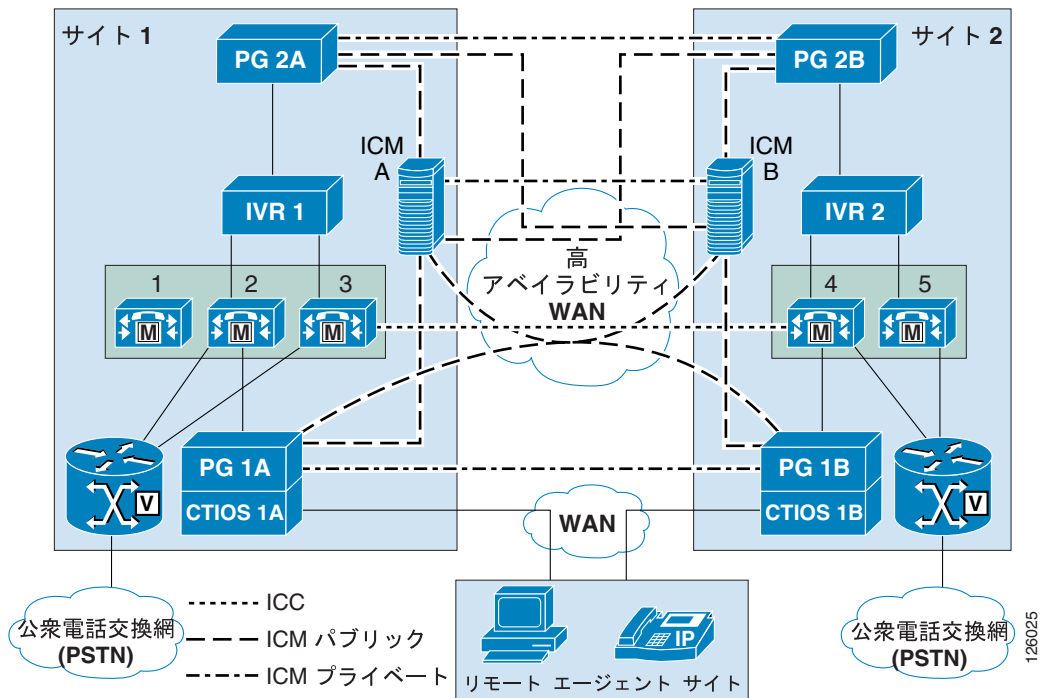 サイト 1
サイト 2
PG 2A
PG 2B
ICM
A
ICM
B
IVR 1
IVR 2
高
アベイラビリティ
WAN
1
2
3
4
5
M
M
M
M
M
PG 1A
CTIOS 1A
PG 1B
CTIOS 1B
V
V
WAN
公衆電話交換網
(PSTN)
ICC
ICM パブリック
ICM プライベート
IP
リモート エージェント サイト
公衆電話交換網
(PSTN)
126025